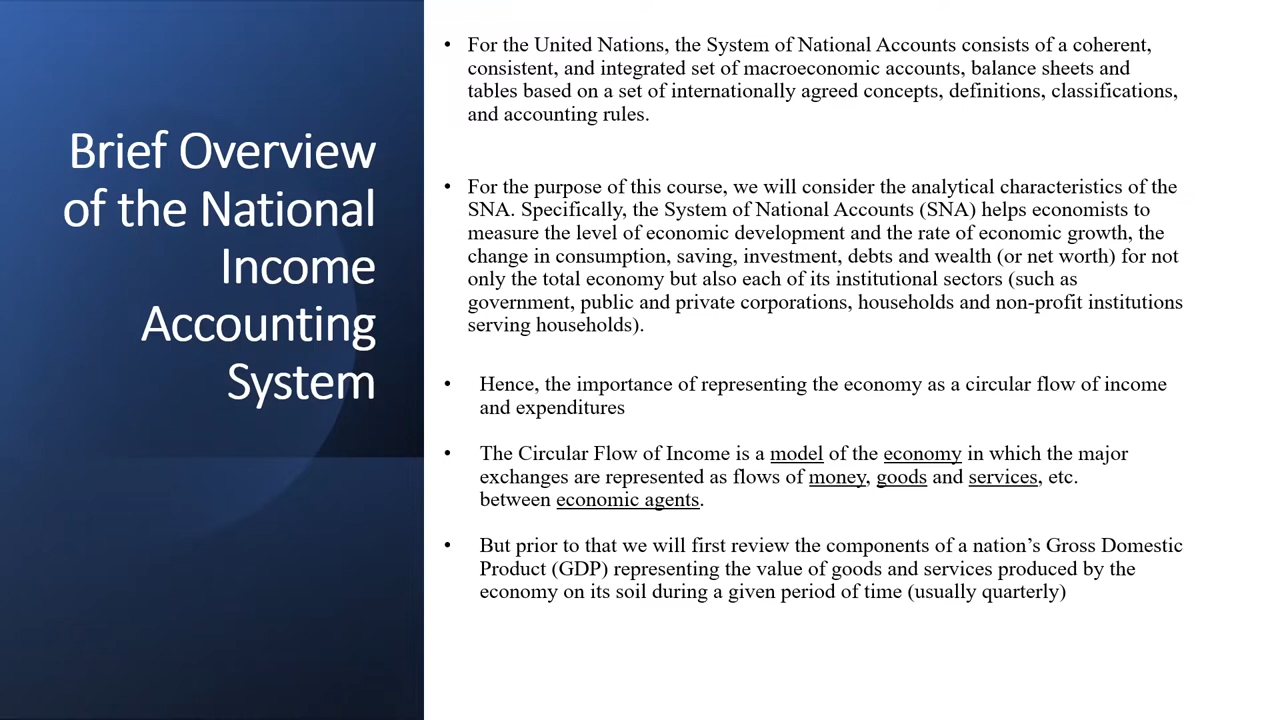 Brief Overview
of the National
Income
Accounting
System
• For the United Nations, the System of National Accounts consists of a coherent,
consistent, and integrated set of macroeconomic accounts, balance sheets and
tables based on a set of internationally agreed concepts, definitions, classifications,
and accounting rules.
• For the purpose of this course, we will consider the analytical characteristics of the
SNA. Specifically, the System of National Accounts (SNA) helps economists to
measure the level of economic development and the rate of economic growth, the
change in consumption, saving, investment, debts and wealth (or net worth) for not
only the total economy but also each of its institutional sectors (such as
government, public and private corporations, households and non-profit institutions
serving households).
• Hence, the importance of representing the economy as a circular flow of income
and expenditures
• The Circular Flow of Income is a model of the economy in which the major
exchanges are represented as flows of money, goods and services, etc.
between economic agents.
• But prior to that we will first review the components of a nation’s Gross Domestic
Product (GDP) representing the value of goods and services produced by the
economy on its soil during a given period of time (usually quarterly)